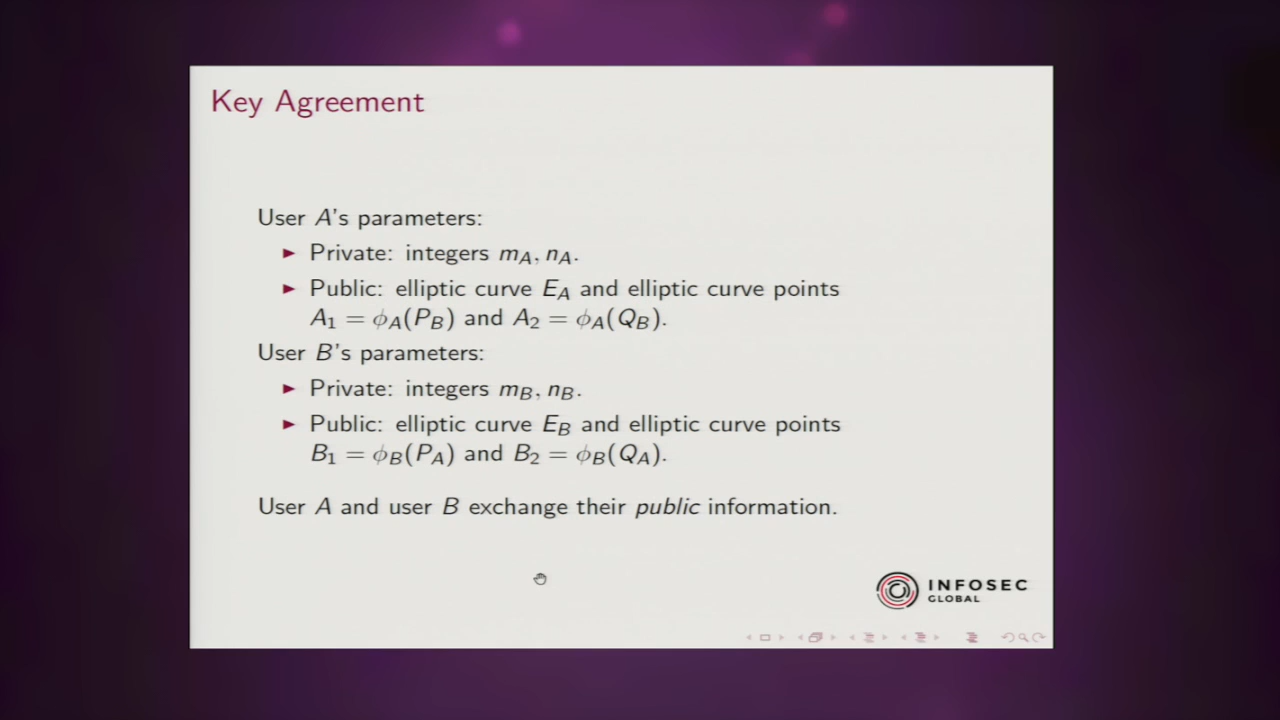 Key Agreement
User A's parameters:
► Private: integers m_A, n_A.
► Public: elliptic curve E_A and elliptic curve points
A_1 = ϕ_A(P_B) and A_2 = ϕ_A(Q_B).
User B's parameters:
► Private: integers m_B, n_B.
► Public: elliptic curve E_B and elliptic curve points
B_1 = ϕ_B(P_A) and B_2 = ϕ_B(Q_A).
User A and user B exchange their public information.
INFOSEC
GLOBAL